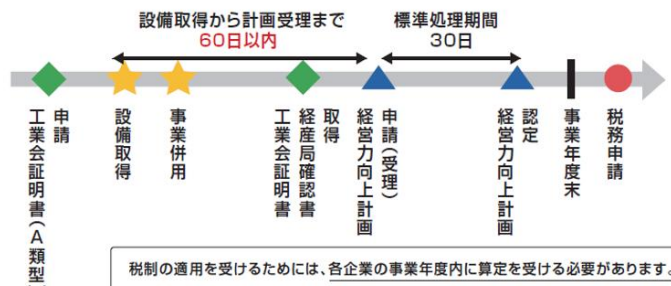 設備取得から計画受理まで
60日以内
標準処理期間
30日
申請
工業会証明書(A類型
設備取得
事業併用
取得
経産局確認書
工業会証明書
申請(受理)
経営力向上計画
認定
経営力向上計画
事業年度末
税務申請
税制の適用を受けるためには、各企業の事業年度内に算定を受ける必要があります。